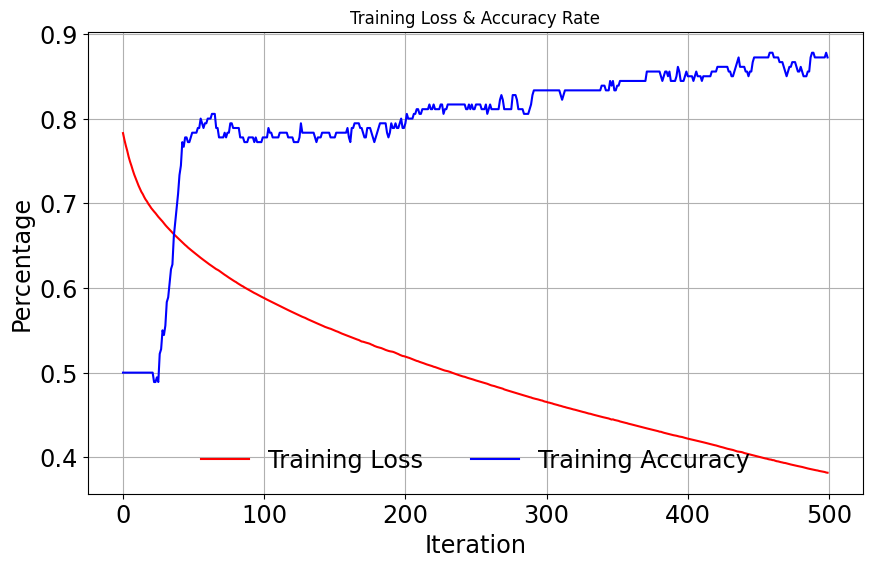 Training Loss & Accuracy Rate
0.9
0.8
0.7
0.6
0.5
0.4
Percentage
Training Loss
Training Accuracy
0 100 200 300 400 500
Iteration